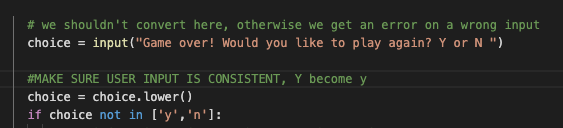 # we shouldn't convert here, otherwise we get an error on a wrong input
choice = input("Game over! Would you like to play again? Y or N ")
#MAKE SURE USER INPUT IS CONSISTENT, Y become y
choice = choice.lower()
if choice not in ['y','n']: